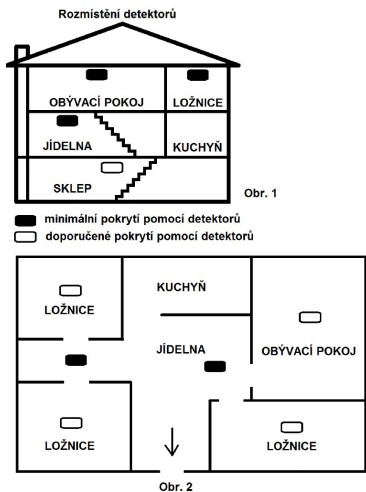 Rozmístění detektorů
OBÝVACÍ POKOJ
LOŽNICE
JÍDELNA
KUCHYŇ
SKLEP
Obr. 1
minimální pokrytí pomocí detektorů
doporučené pokrytí pomocí detektorů
KUCHYŇ
LOŽNICE
JÍDELNA
OBÝVACÍ POKOJ
LOŽNICE
LOŽNICE
Obr. 2